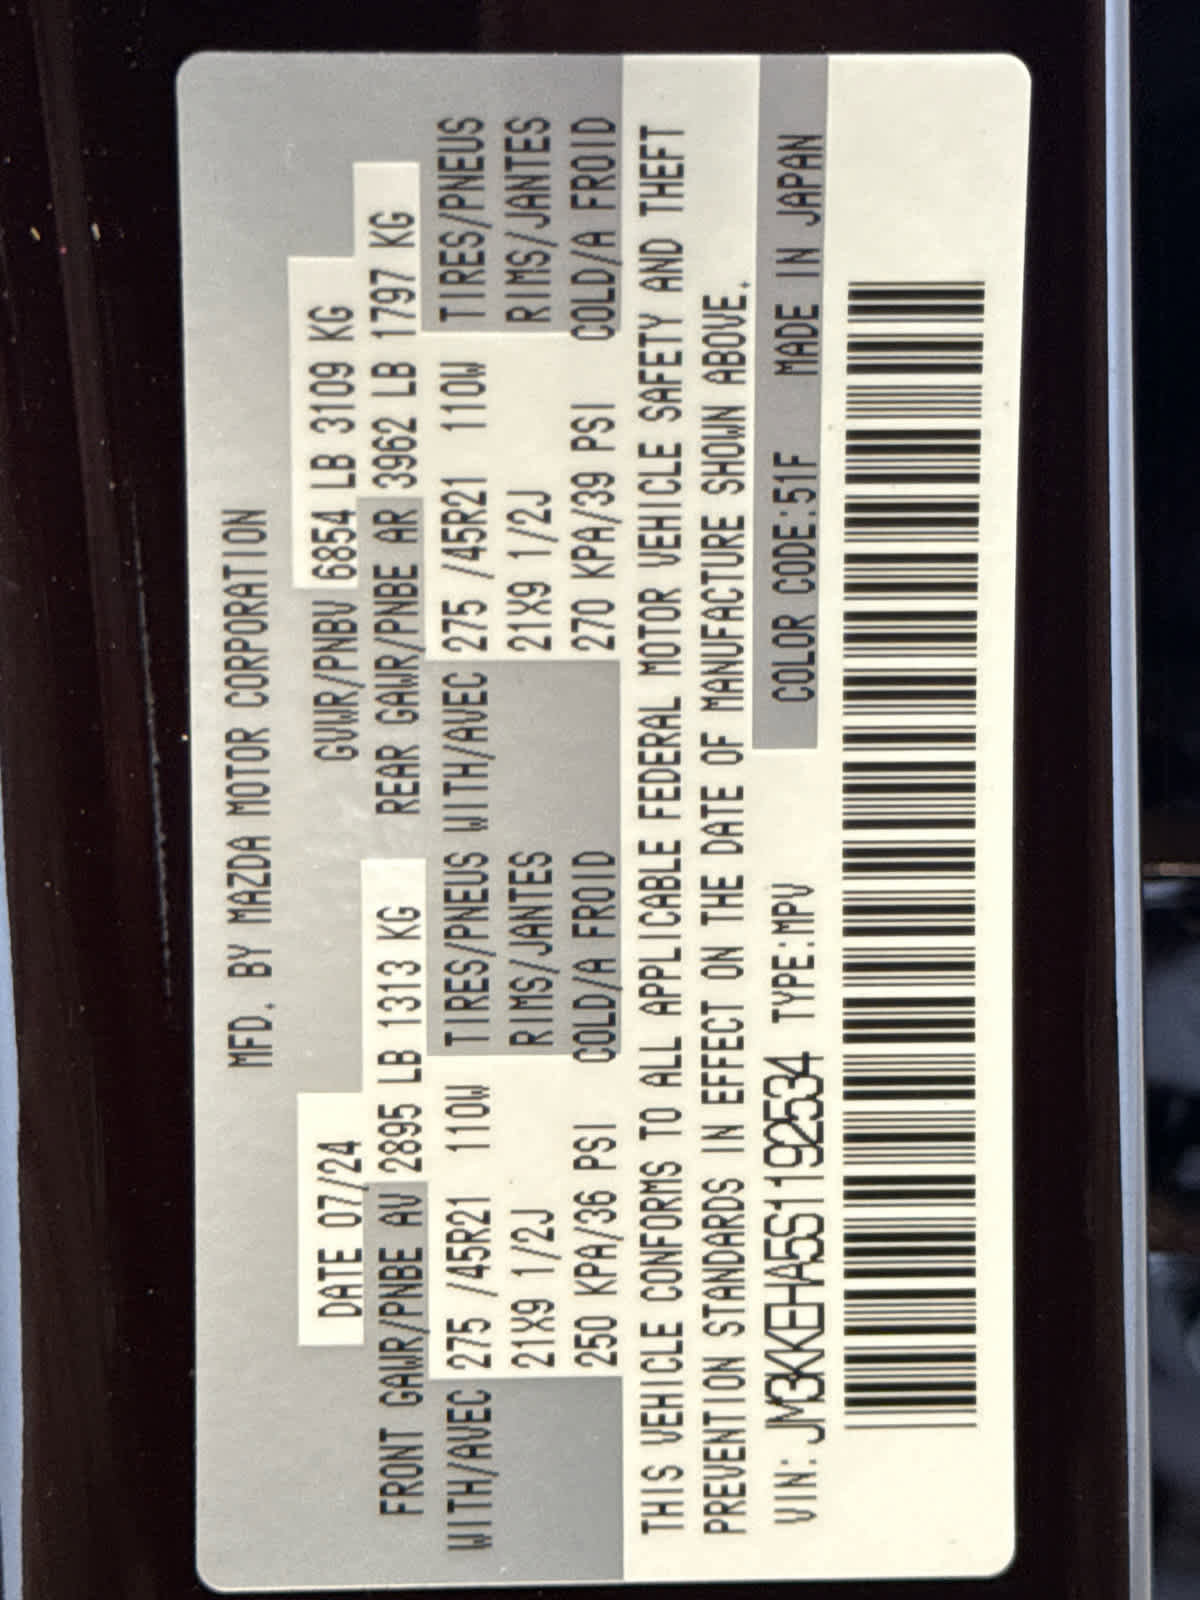 MFD. BY MAZDA MOTOR CORPORATION
DATE 07/24 GVWR/PNBV 6854 LB 3109 KG
FRONT GAWR/PNBE AV 2895 LB 1313 KG REAR GAWR/PNBE AR 3962 LB 1797 KG
WITH/AVEC 275 /45R21 110W TIRES/PNEUS WITH/AVEC 275 /45R21 110W TIRES/PNEUS
21X9 1/2J RIMS/JANTES 21X9 1/2J RIMS/JANTES
250 KPA/36 PSI COLD/A FROID 270 KPA/39 PSI COLD/A FROID
THIS VEHICLE CONFORMS TO ALL APPLICABLE FEDERAL MOTOR VEHICLE SAFETY AND THEFT
PREVENTION STANDARDS IN EFFECT ON THE DATE OF MANUFACTURE SHOWN ABOVE.
VIN: JM3KKEHA5S1192534 TYPE:MPV COLOR CODE:51F MADE IN JAPAN